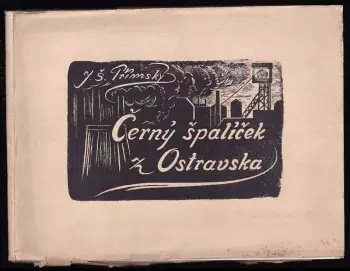 J. Š. Přímský
Černý špalíček
z Ostravska